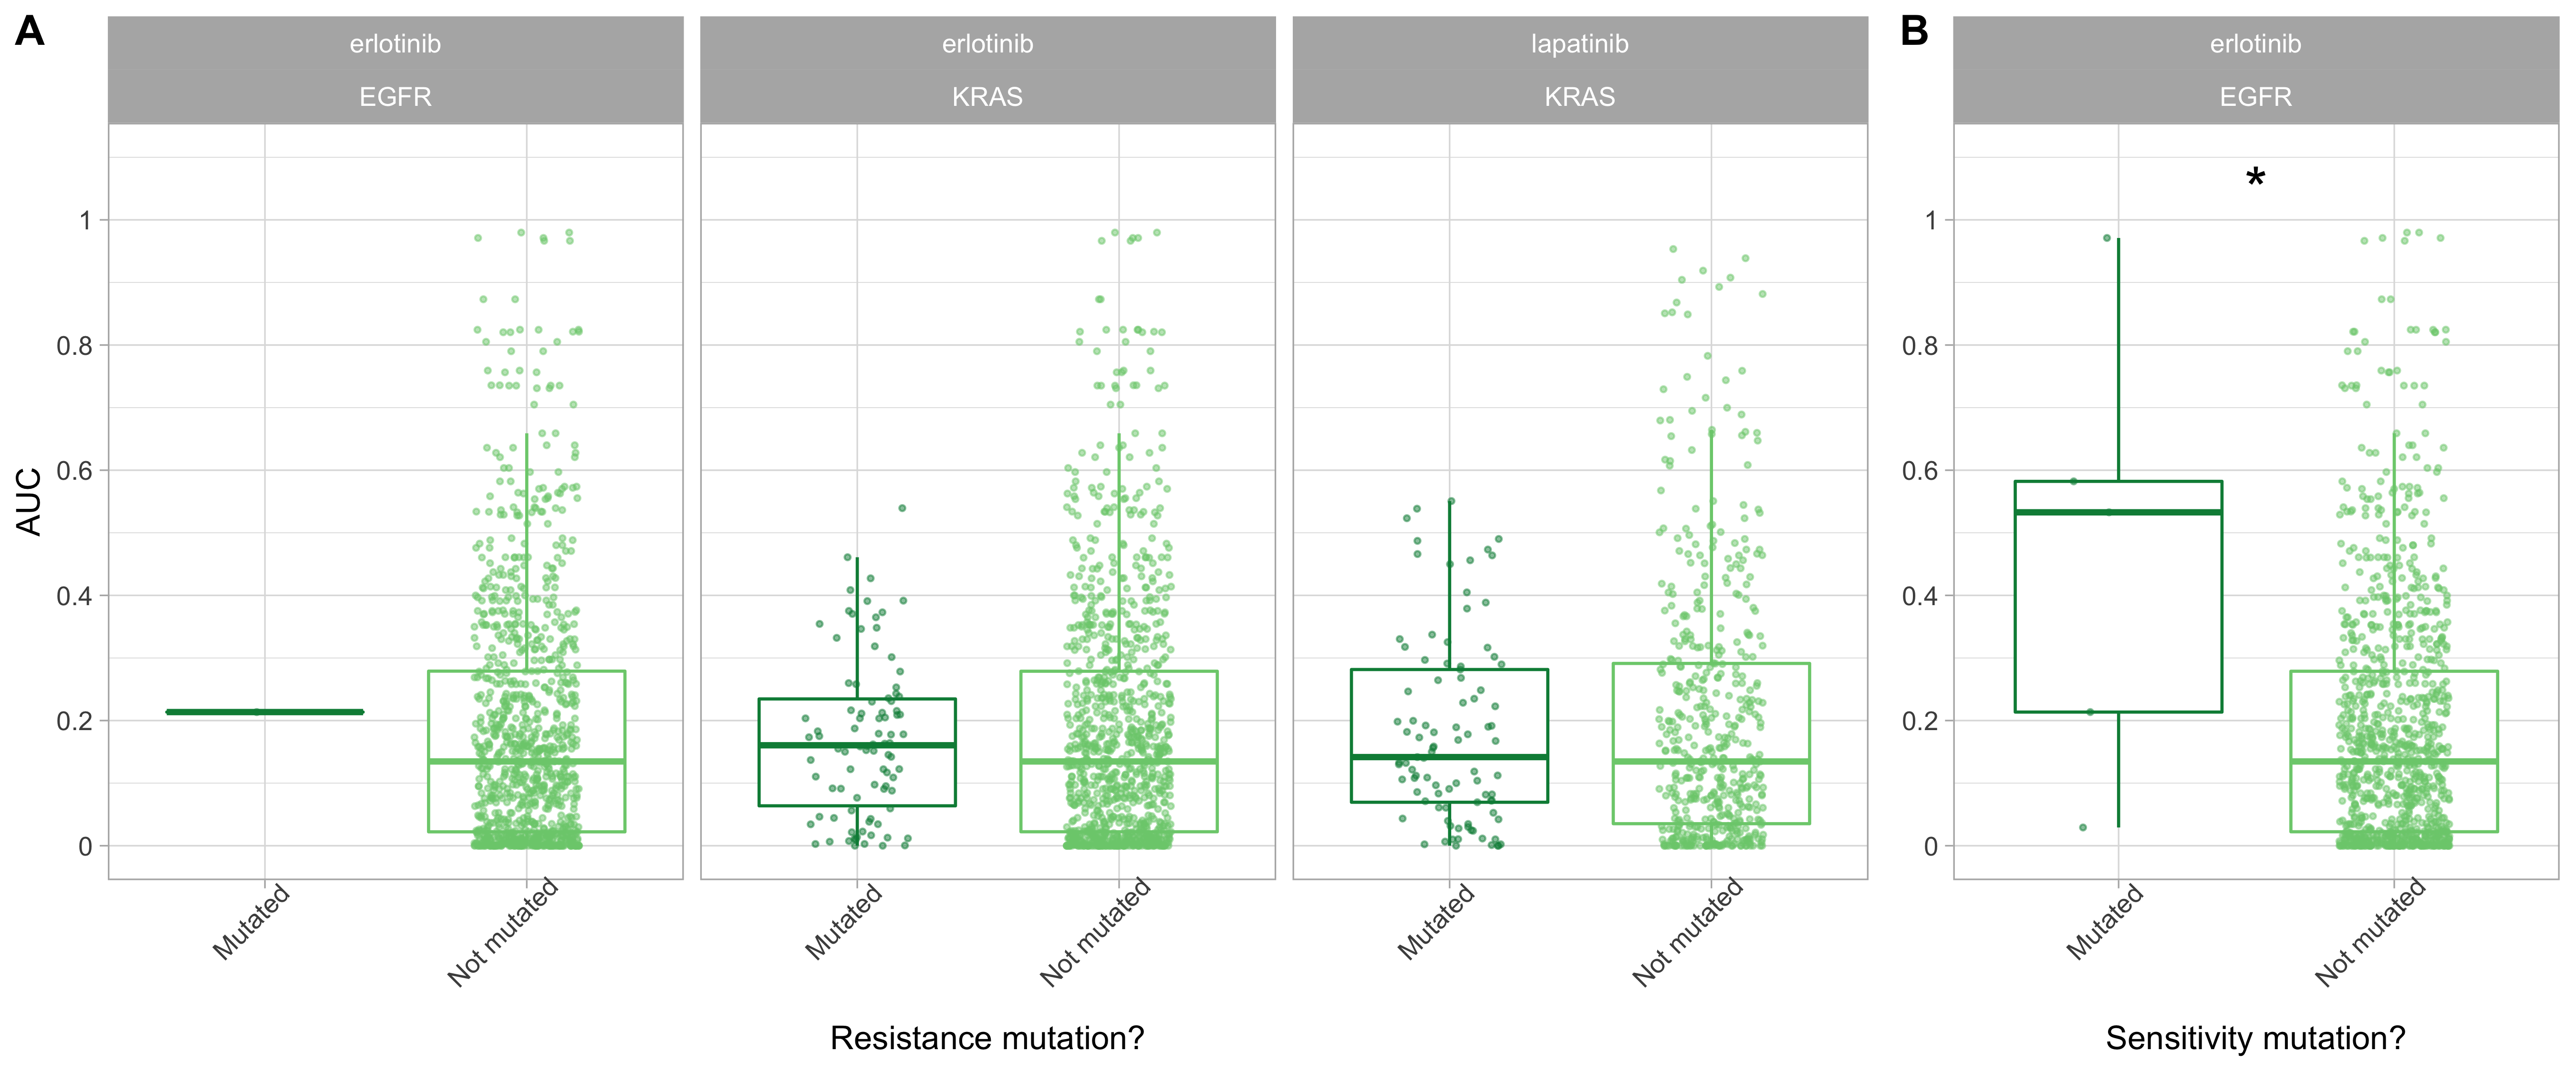 A
erlotinib
EGFR
erlotinib
KRAS
lapatinib
KRAS
B
erlotinib
EGFR
*
AUC
1
0.8
0.6
0.4
0.2
0
1
0.8
0.6
0.4
0.2
0
Mutated
Not mutated
Mutated
Not mutated
Mutated
Not mutated
Mutated
Not mutated
Resistance mutation?
Sensitivity mutation?